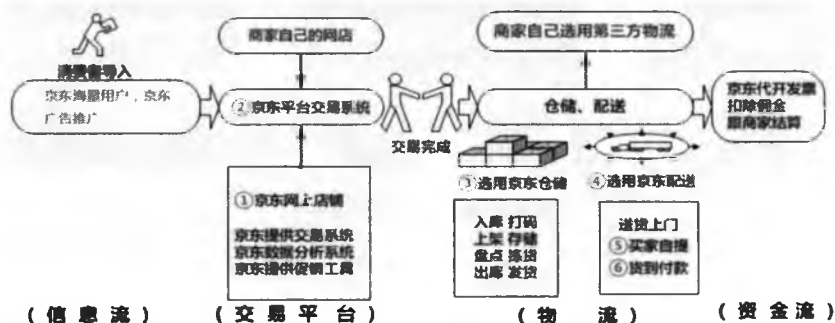 消费者导入
京东海量用户，京东
广告推广
商家自己的网店
②京东平台交易系统
①京东网上店铺
京东提供交易系统
京东数据分析系统
京东提供促销工具
交易完成
商家自己选用第三方物流
仓储、配送
③选用京东仓储
④选用京东配送
入库 打码
上架 存储
盘点 拣货
出库 发货
送货上门
⑤买家自提
⑥货到付款
京东代开发票
扣除佣金
跟商家结算
(信息流)
(交易平台)
(物 流)
(资金流)